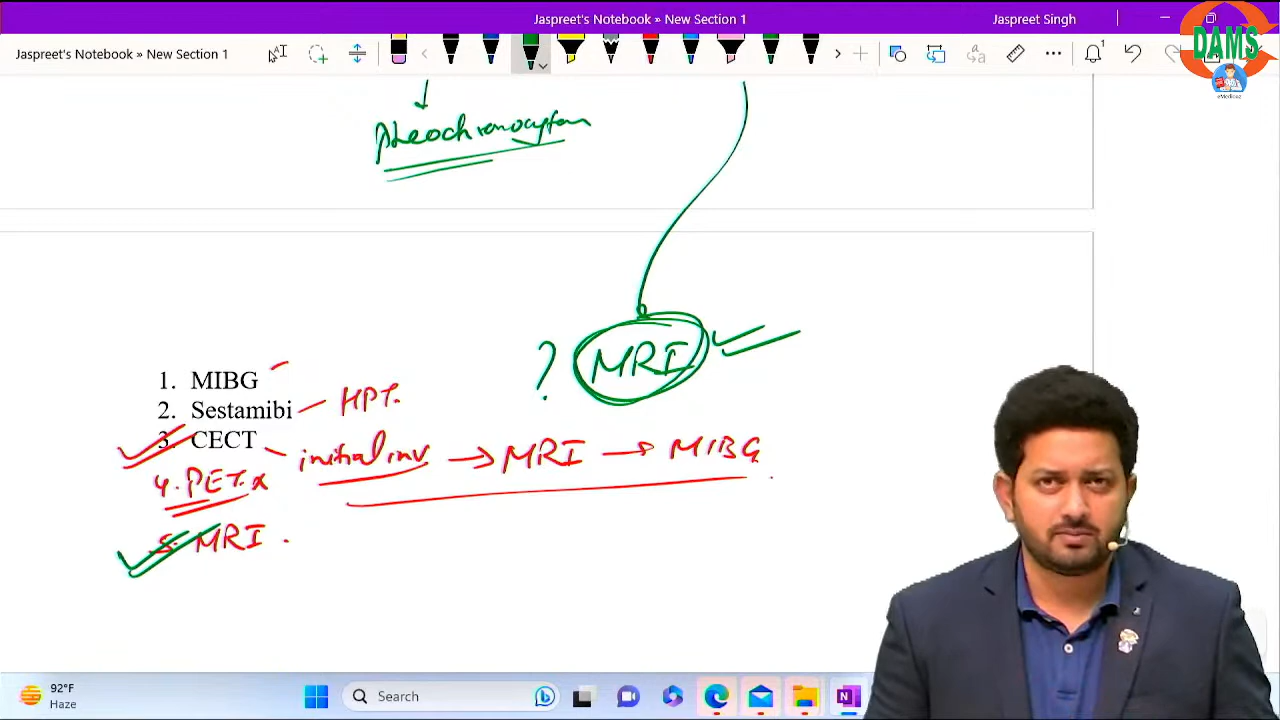 Jaspreet's Notebook » New Section 1
Jaspreet Singh
Jaspreet's Notebook » New Section 1
DAMS
eMedicoz
pheochromocytoma
? MRI
1. MIBG
2. Sestamibi – HPT.
3. CECT – initial inv → MRI → MIBG
4. PET. x
5. MRI.
92°F
Haze
Search